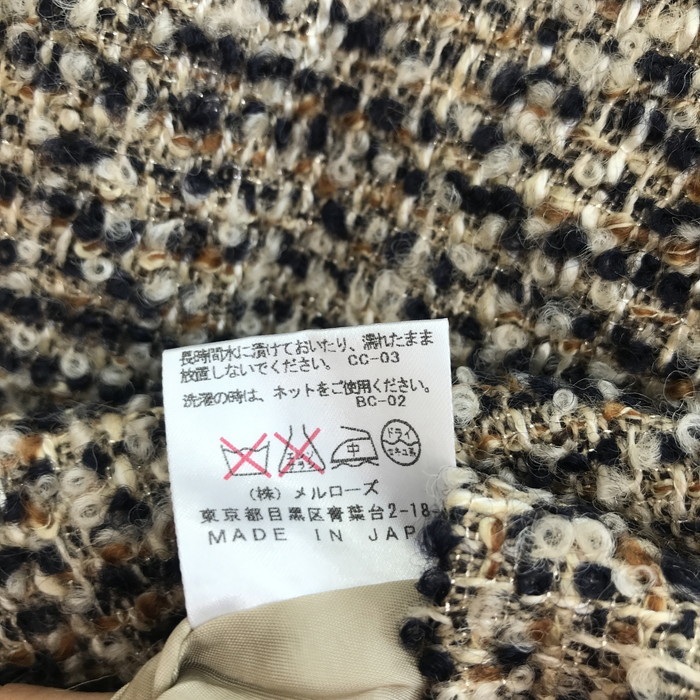 長時間水に漬けておいたり、濡れたまま
放置しないでください。 CC-03
洗濯の時は、ネットをご使用ください。
BC-02
中 ドライ
(株) メルローズ
東京都目黒区青葉台2-18-
MADE IN JAP